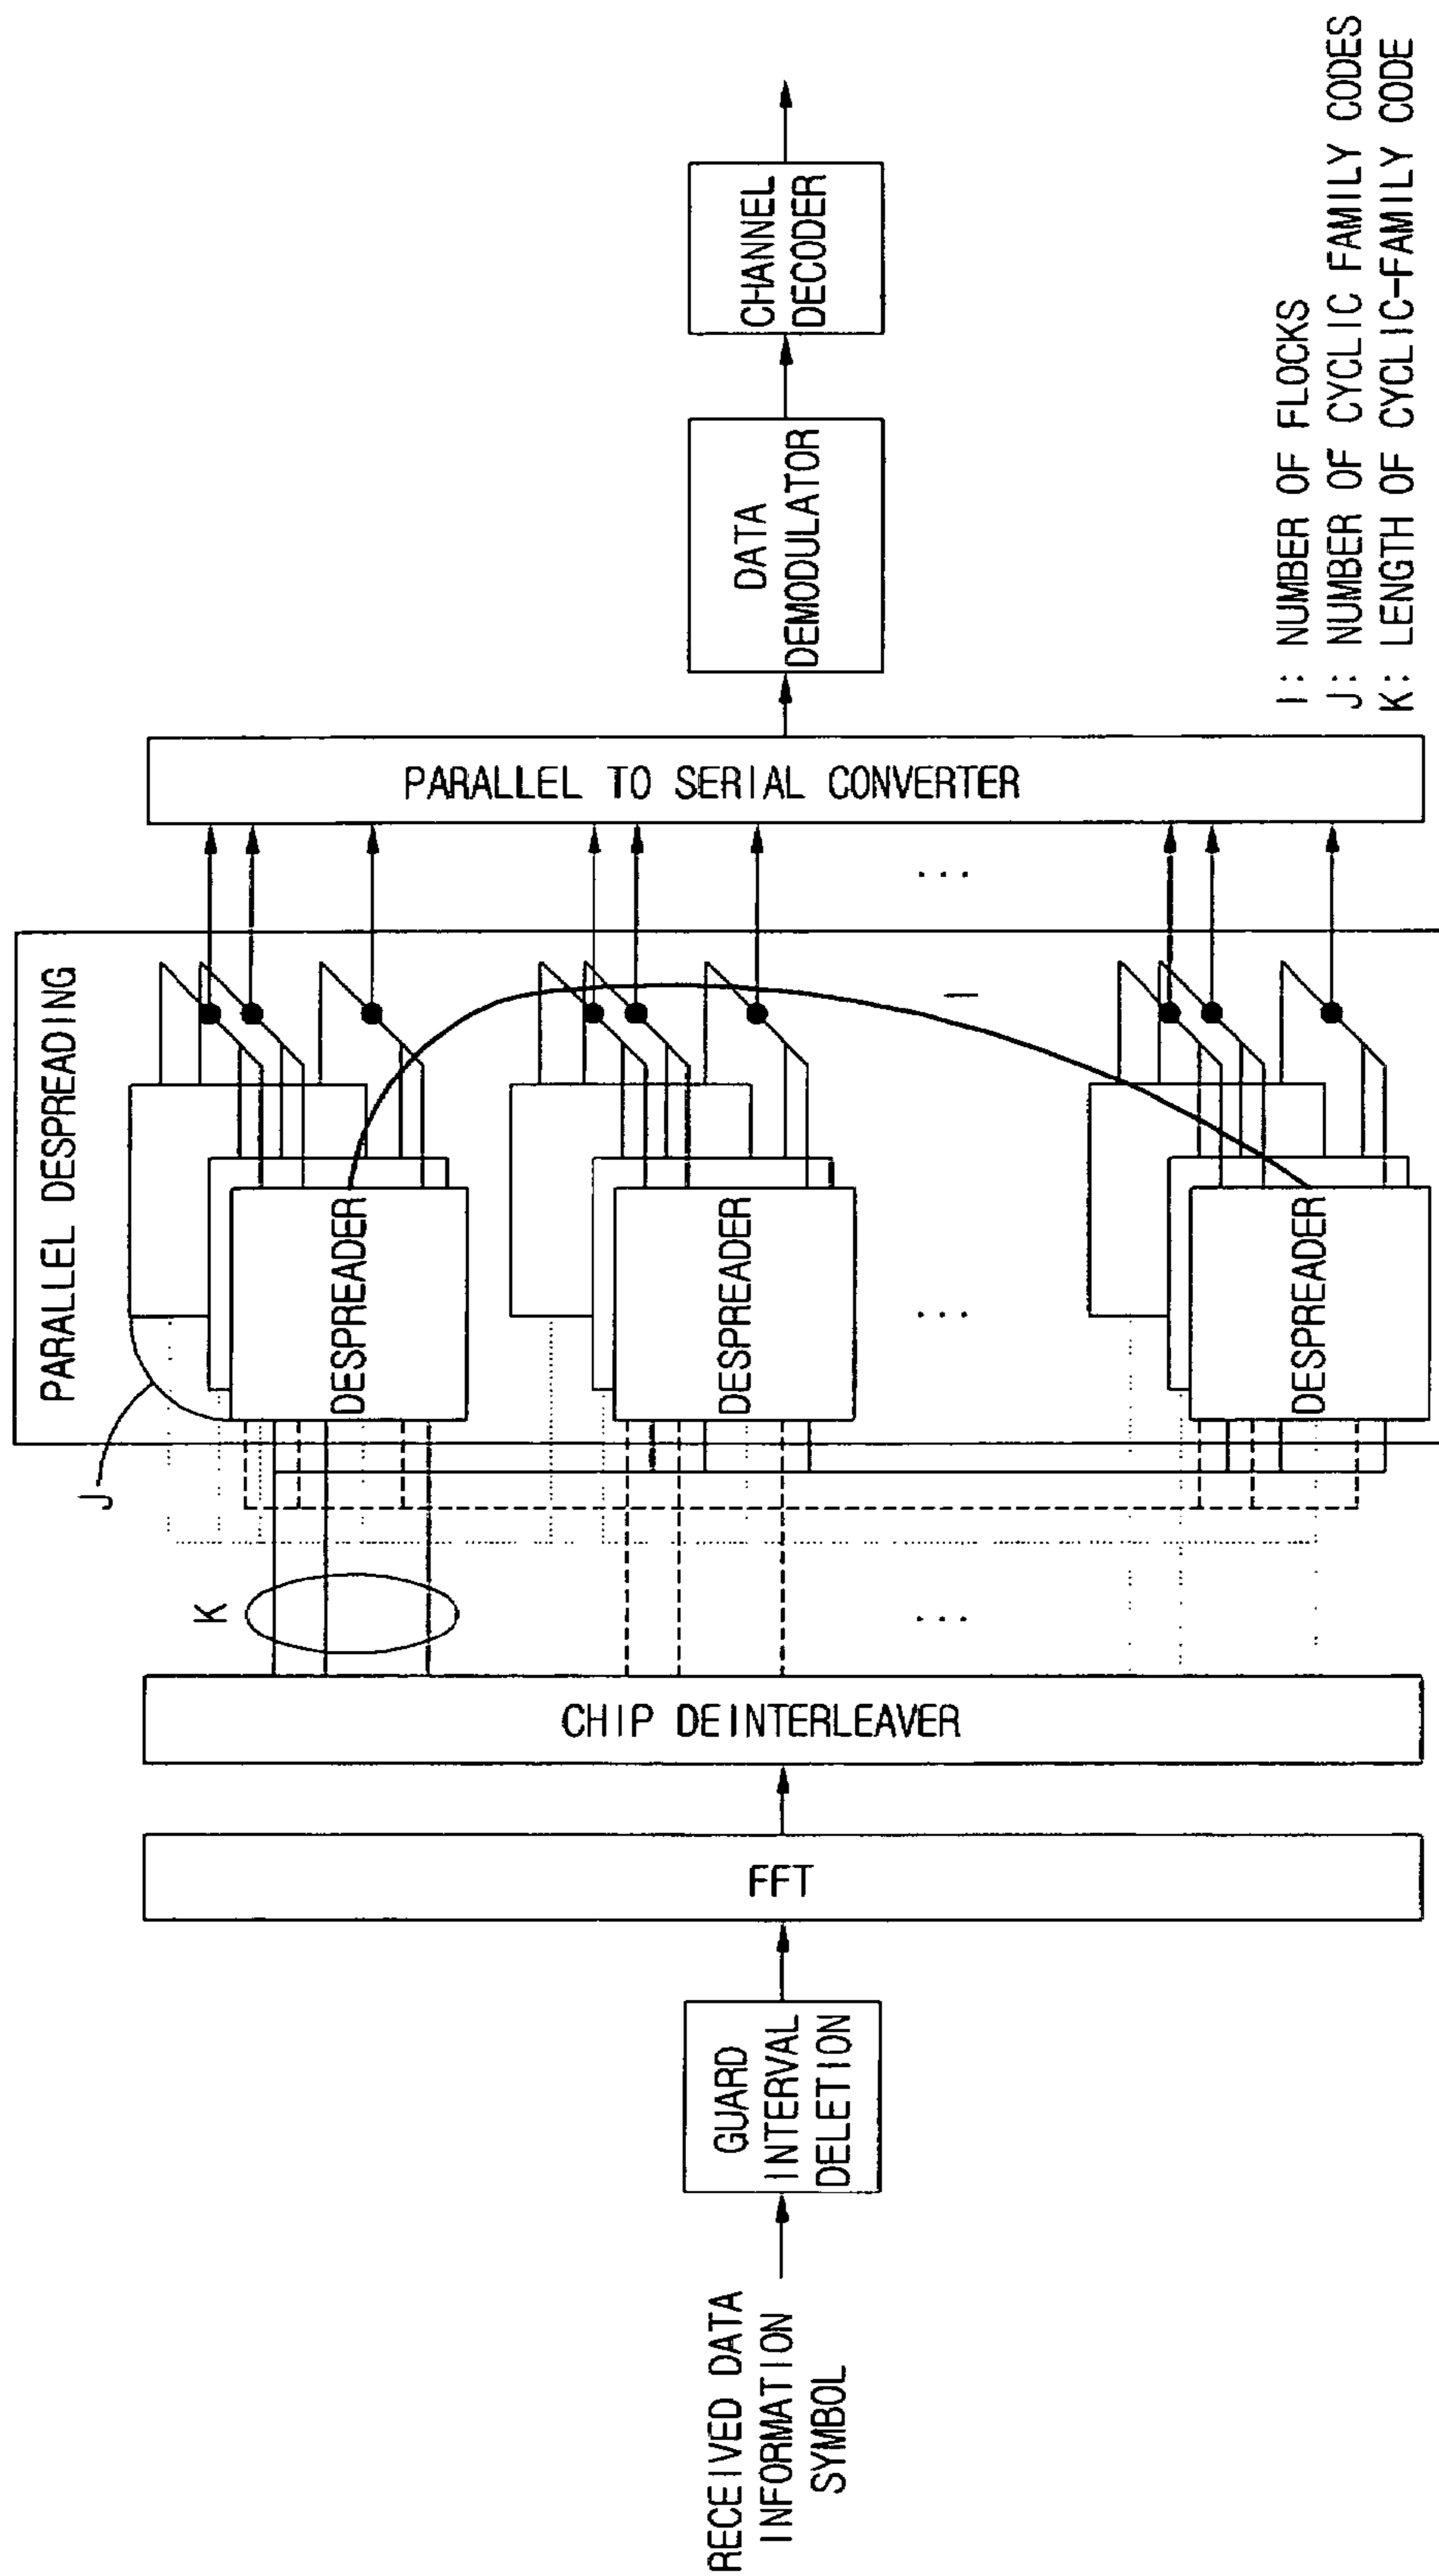 RECEIVED DATA
INFORMATION
SYMBOL
GUARD
INTERVAL
DELETION
FFT
CHIP DEINTERLEAVER
K
...
J
PARALLEL DESPREADING
DESPREADER
DESPREADER
...
DESPREADER
I
...
PARALLEL TO SERIAL CONVERTER
DATA
DEMODULATOR
CHANNEL
DECODER
I: NUMBER OF FLOCKS
J: NUMBER OF CYCLIC FAMILY CODES
K: LENGTH OF CYCLIC-FAMILY CODE